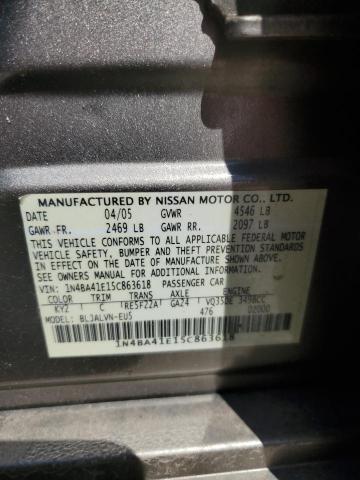 MANUFACTURED BY NISSAN MOTOR CO., LTD.
DATE 04/05 GVWR 4546 LB
GAWR FR. 2469 LB GAWR RR. 2097 LB
THIS VEHICLE CONFORMS TO ALL APPLICABLE FEDERAL MOTOR
VEHICLE SAFETY, BUMPER AND THEFT PREVENTION STANDARDS
IN EFFECT ON THE DATE OF MANUFACTURE SHOWN ABOVE.
SEE OWNERS MANUAL FOR ADDITIONAL INFORMATION
VIN: 1N4BA41E15C863618 PASSENGER CAR
COLOR TRIM TRANS AXLE ENGINE
KY2 C RE5F22A GA24 VQ35DE 3498CC
MODEL: BLJALVN-EU5 476 02000
1N4BA41E15C863618